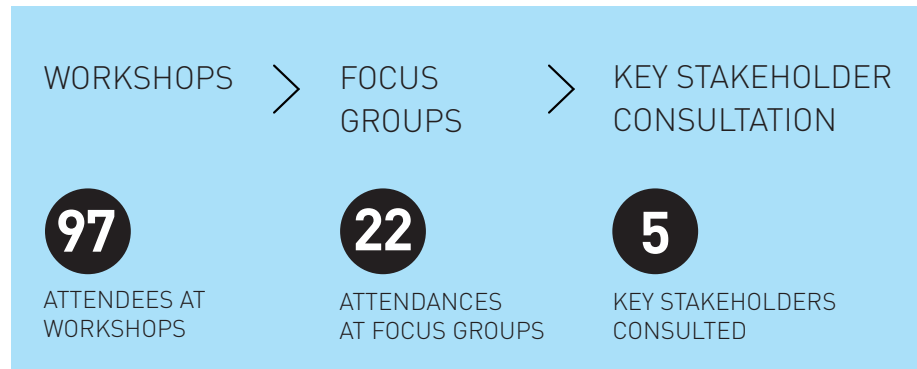 WORKSHOPS
FOCUS
GROUPS
KEY STAKEHOLDER
CONSULTATION
97
ATTENDEES AT
WORKSHOPS
22
ATTENDANCES
AT FOCUS GROUPS
5
KEY STAKEHOLDERS
CONSULTED